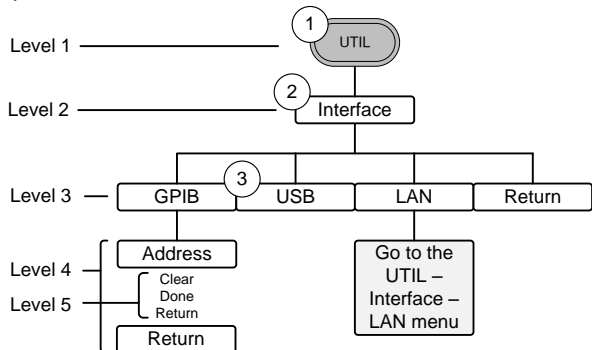 1
UTIL
Level 1
2
Interface
Level 2
3
Level 3
GPIB
USB
LAN
Return
Address
Level 4
Clear
Level 5
Done
Return
Return
Go to the
UTIL –
Interface –
LAN menu